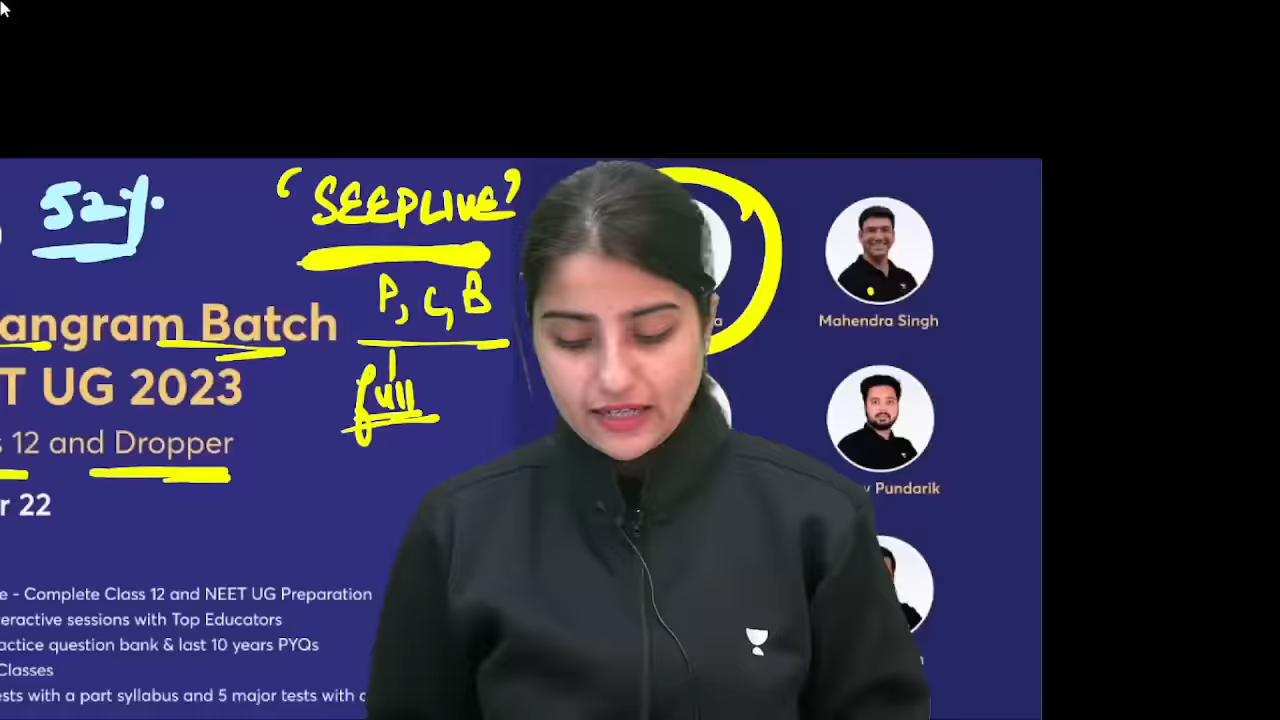 52%.
'SEEPLIVE'
P, C, B
full
angram Batch
T UG 2023
s 12 and Dropper
r 22
e - Complete Class 12 and NEET UG Preparation
eractive sessions with Top Educators
actice question bank & last 10 years PYQs
Classes
ests with a part syllabus and 5 major tests with c
a
Mahendra Singh
v Pundarik
h